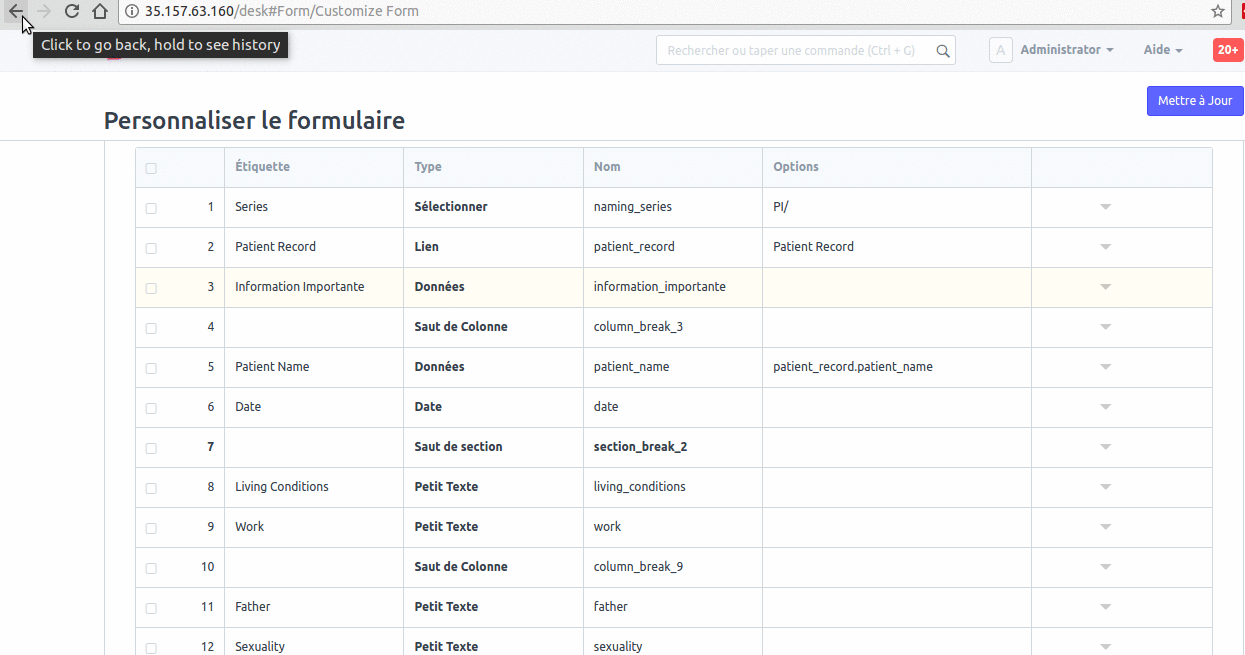 35.157.63.160/desk#Form/Customize Form
Click to go back, hold to see history
Rechercher ou taper une commande (Ctrl + G)
A Administrator Aide 20+
Personnaliser le formulaire
Mettre à Jour
Étiquette Type Nom Options
1 Series Sélectionner naming_series PI/
2 Patient Record Lien patient_record Patient Record
3 Information Importante Données information_importante
4 Saut de Colonne column_break_3
5 Patient Name Données patient_name patient_record.patient_name
6 Date Date date
7 Saut de section section_break_2
8 Living Conditions Petit Texte living_conditions
9 Work Petit Texte work
10 Saut de Colonne column_break_9
11 Father Petit Texte father
12 Sexuality Petit Texte sexuality